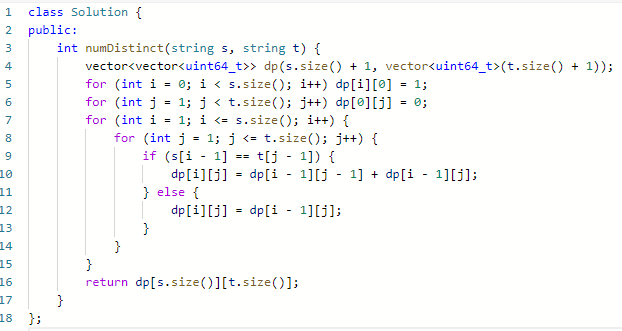 1 class Solution {
2 public:
3     int numDistinct(string s, string t) {
4         vector<vector<uint64_t>> dp(s.size() + 1, vector<uint64_t>(t.size() + 1));
5         for (int i = 0; i < s.size(); i++) dp[i][0] = 1;
6         for (int j = 1; j < t.size(); j++) dp[0][j] = 0;
7         for (int i = 1; i <= s.size(); i++) {
8             for (int j = 1; j <= t.size(); j++) {
9                 if (s[i - 1] == t[j - 1]) {
10                     dp[i][j] = dp[i - 1][j - 1] + dp[i - 1][j];
11                 } else {
12                     dp[i][j] = dp[i - 1][j];
13                 }
14             }
15         }
16         return dp[s.size()][t.size()];
17     }
18 };